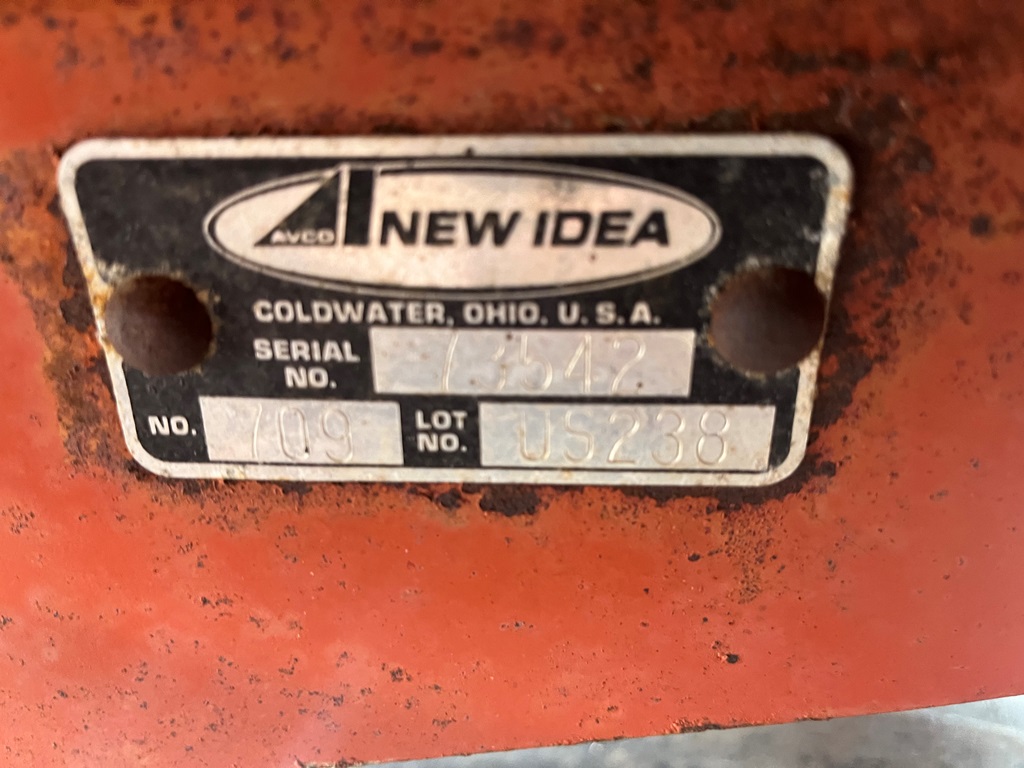 AVCO NEW IDEA
COLDWATER, OHIO. U.S.A.
SERIAL NO. 73542
NO. 709 LOT NO. US238